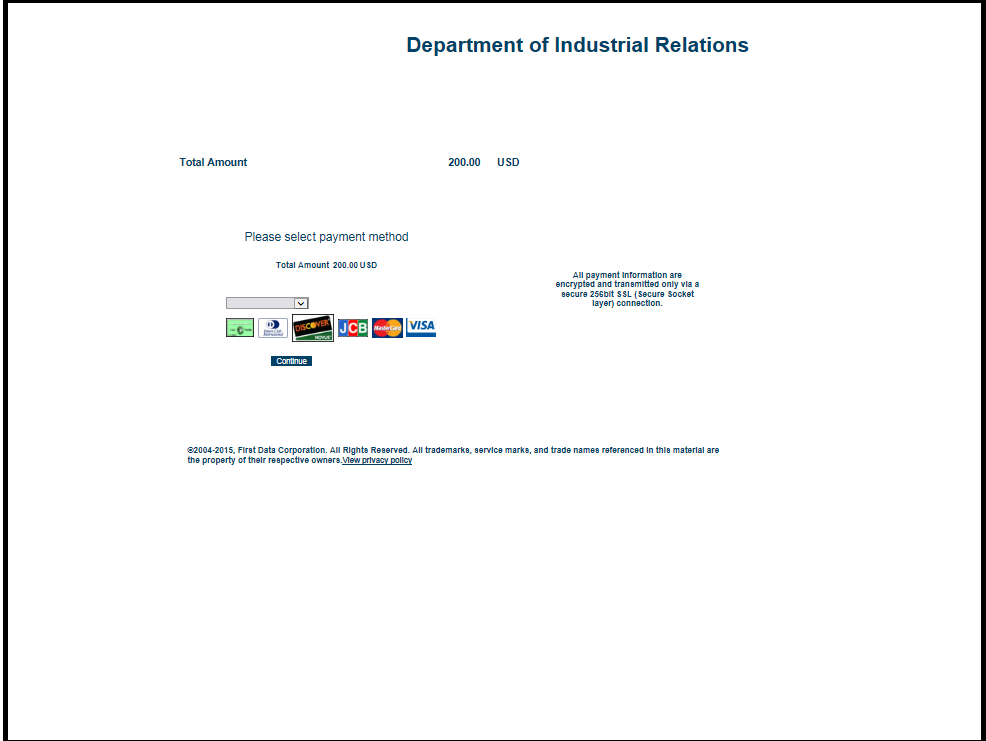 Department of Industrial Relations
Total Amount 200.00 USD
Please select payment method
Total Amount 200.00 USD
All payment information are
encrypted and transmitted only via a
secure 256bit SSL (Secure Socket
layer) connection.
DISCOVER
NOVUS
JCB
MasterCard
VISA
Continue
©2004-2015, First Data Corporation. All Rights Reserved. All trademarks, service marks, and trade names referenced in this material are
the property of their respective owners.View privacy policy